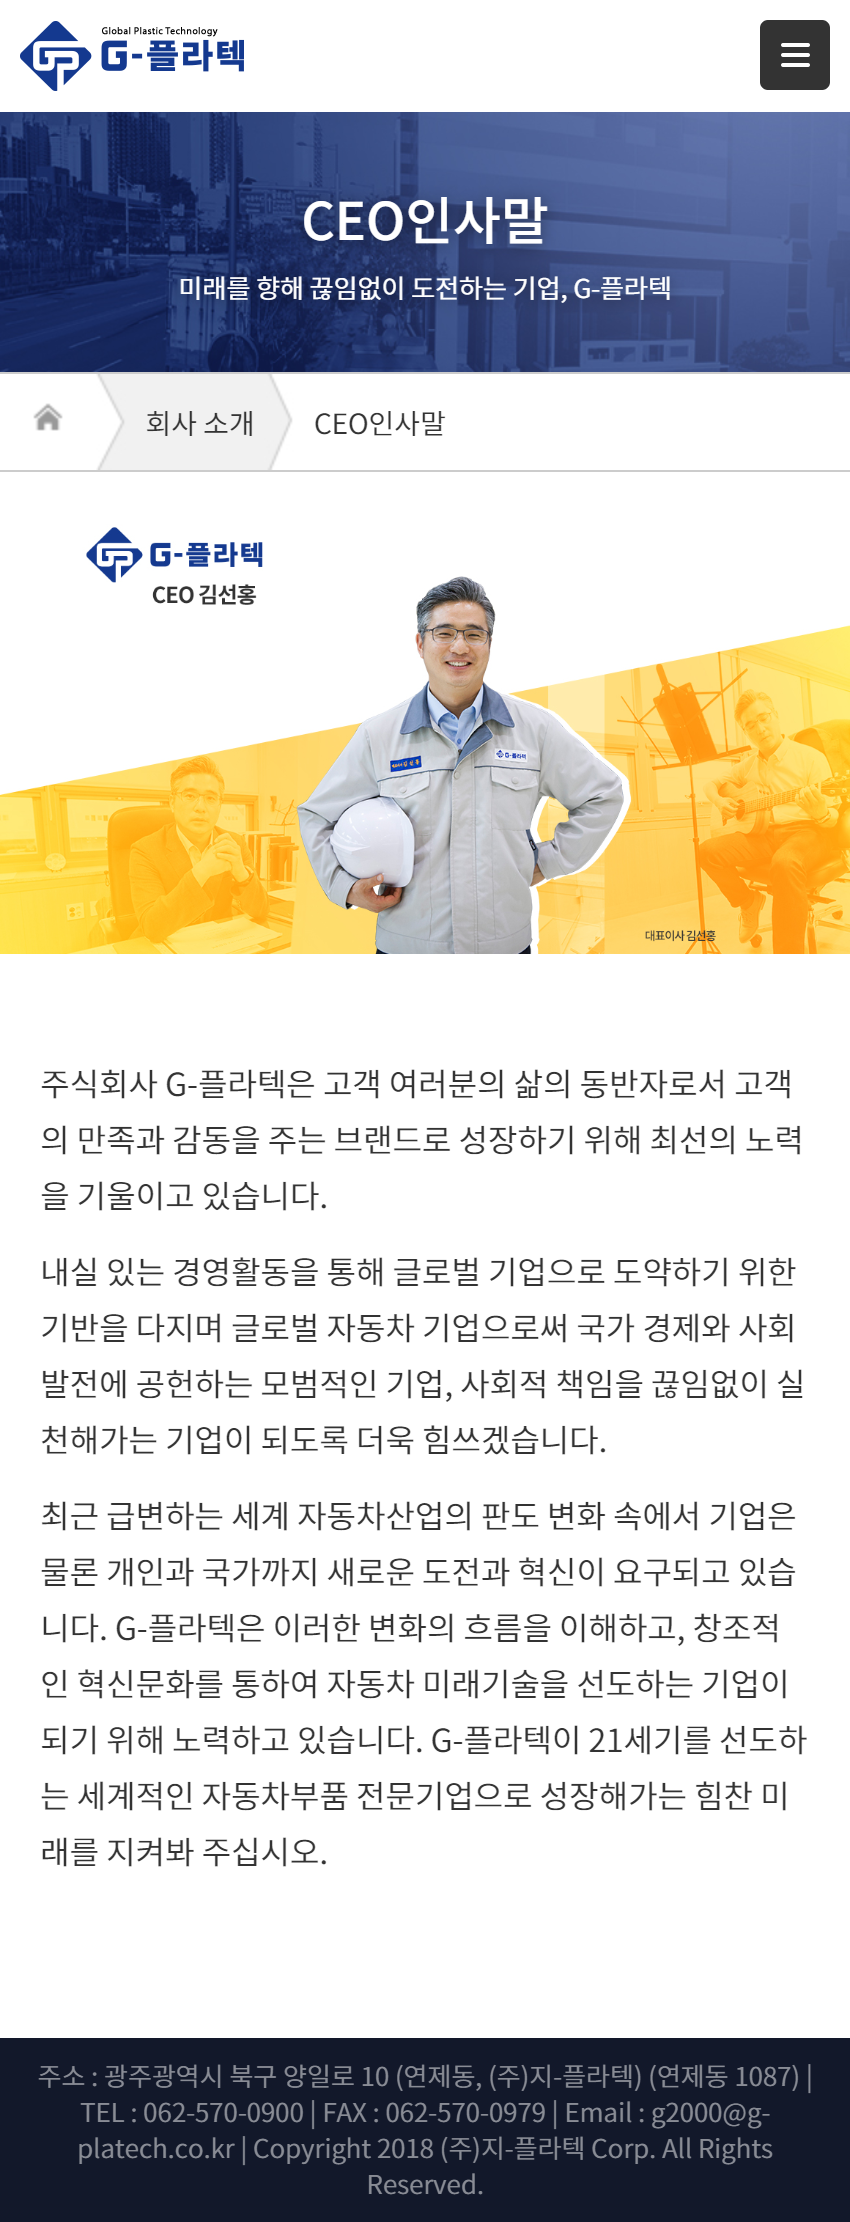 Global Plastic Technology
G-플라텍
CEO인사말
미래를 향해 끊임없이 도전하는 기업, G-플라텍
회사 소개
CEO인사말
G-플라텍
CEO 김선홍
G-플라텍
대표이사 김선홍
주식회사 G-플라텍은 고객 여러분의 삶의 동반자로서 고객
의 만족과 감동을 주는 브랜드로 성장하기 위해 최선의 노력
을 기울이고 있습니다.
내실 있는 경영활동을 통해 글로벌 기업으로 도약하기 위한
기반을 다지며 글로벌 자동차 기업으로써 국가 경제와 사회
발전에 공헌하는 모범적인 기업, 사회적 책임을 끊임없이 실
천해가는 기업이 되도록 더욱 힘쓰겠습니다.
최근 급변하는 세계 자동차산업의 판도 변화 속에서 기업은
물론 개인과 국가까지 새로운 도전과 혁신이 요구되고 있습
니다. G-플라텍은 이러한 변화의 흐름을 이해하고, 창조적
인 혁신문화를 통하여 자동차 미래기술을 선도하는 기업이
되기 위해 노력하고 있습니다. G-플라텍이 21세기를 선도하
는 세계적인 자동차부품 전문기업으로 성장해가는 힘찬 미
래를 지켜봐 주십시오.
주소 : 광주광역시 북구 양일로 10 (연제동, (주)지-플라텍) (연제동 1087) |
TEL : 062-570-0900 | FAX : 062-570-0979 | Email : g2000@g-
platech.co.kr | Copyright 2018 (주)지-플라텍 Corp. All Rights
Reserved.